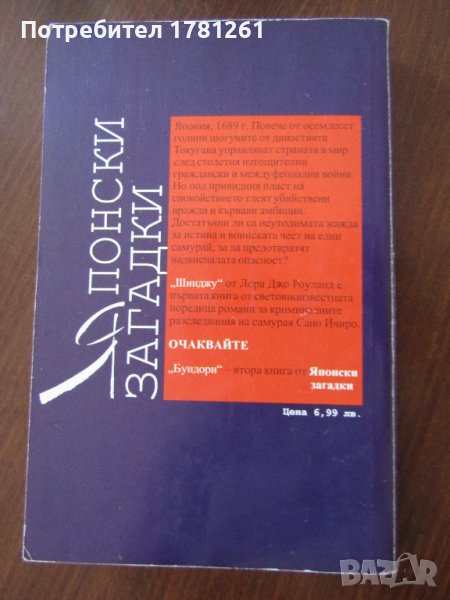 Потребител 1781261
ЯПОНСКИ
ЗАГАДКИ
Япония, 1689 г. Повече от осемдесет
години шогуните от династията
Токугава управляват страната в мир
след столетия изтощителни
граждански и междуфеодални войни.
Но под привидния пласт на
спокойствието тлеят убийствени
вражди и кървави амбиции.
Достатъчни ли са неутолимата жажда
за истина и воинската чест на един
самурай, за да предотвратят
надвисналата опасност?
„Шинджу“ от Лора Джо Роуланд е
първата книга от световноизвестната
поредица романи за криминалните
разследвания на самурая Сано Ичиро.
ОЧАКВАЙТЕ
„Бундори“ – втора книга от Японски
загадки
Цена 6,99 лв.
BAZAR